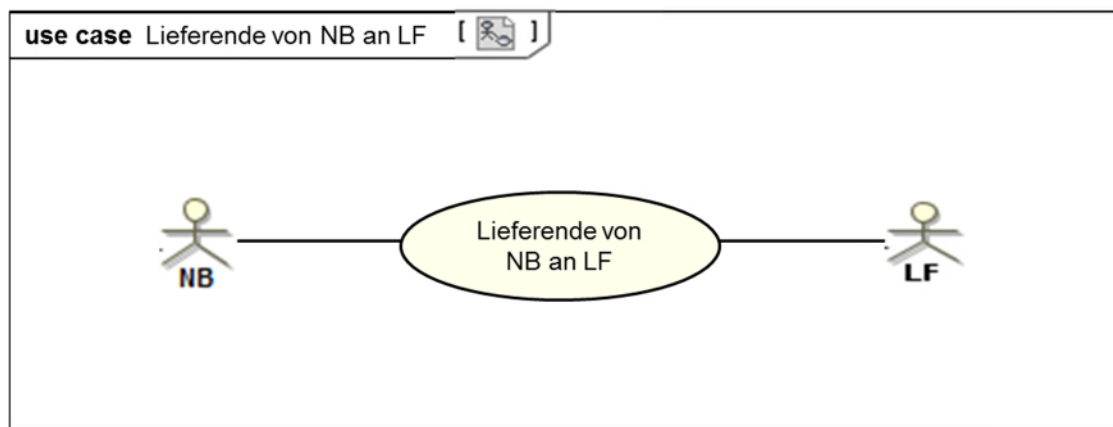 use case Lieferende von NB an LF [ ]
Lieferende von
NB an LF
NB
LF